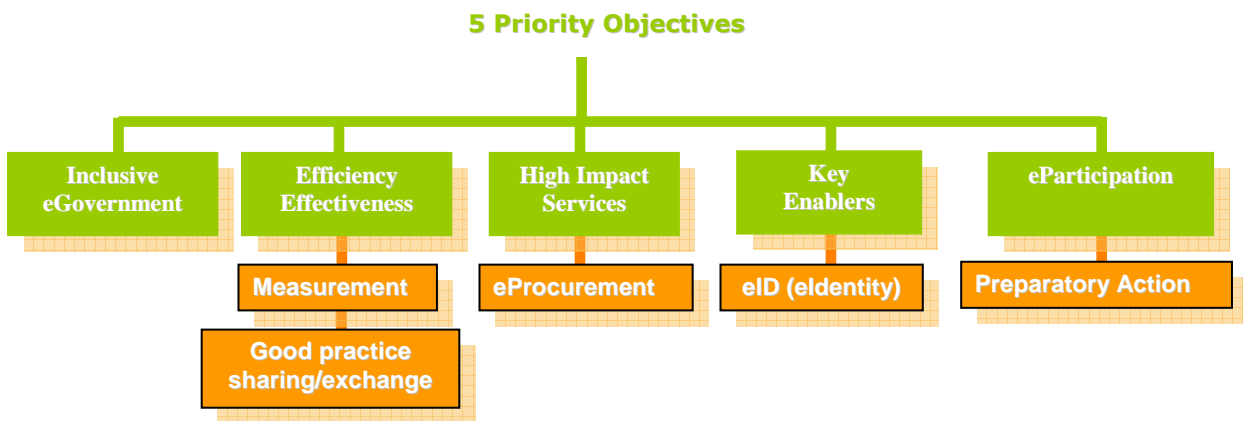 5 Priority Objectives
Inclusive
eGovernment
Efficiency
Effectiveness
High Impact
Services
Key
Enablers
eParticipation
Measurement
eProcurement
eID (eIdentity)
Preparatory Action
Good practice
sharing/exchange